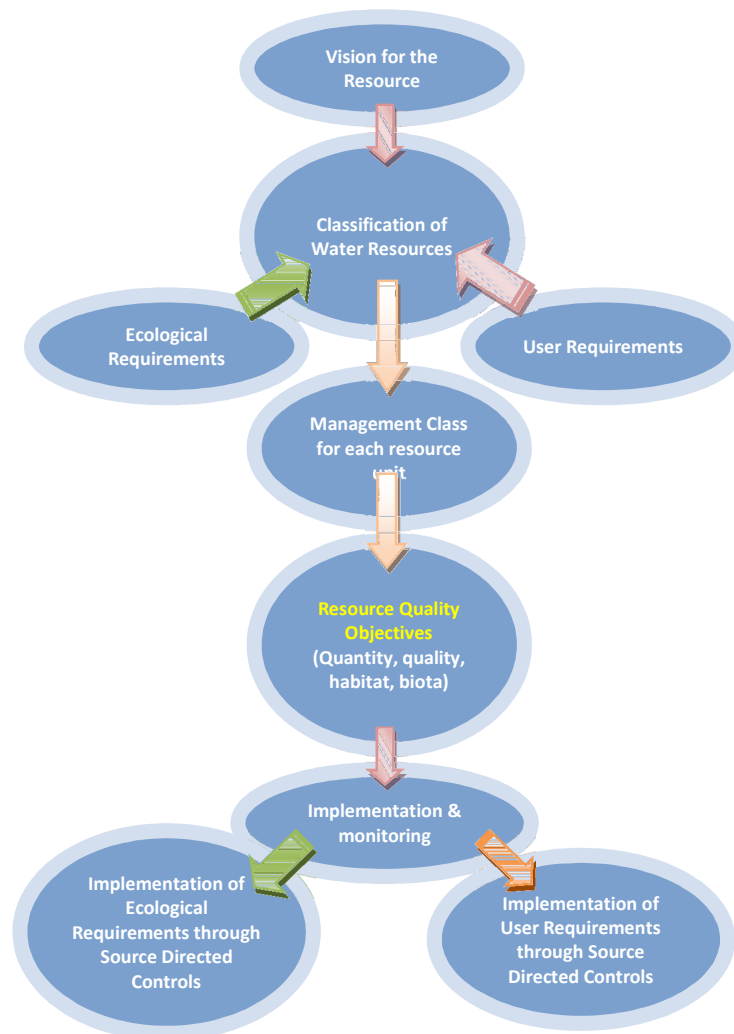 Vision for the
Resource
Classification of
Water Resources
Ecological
Requirements
User Requirements
Management Class
for each resource
unit
Resource Quality
Objectives
(Quantity, quality,
habitat, biota)
Implementation &
monitoring
Implementation of
Ecological
Requirements through
Source Directed
Controls
Implementation of
User Requirements
through Source
Directed Controls